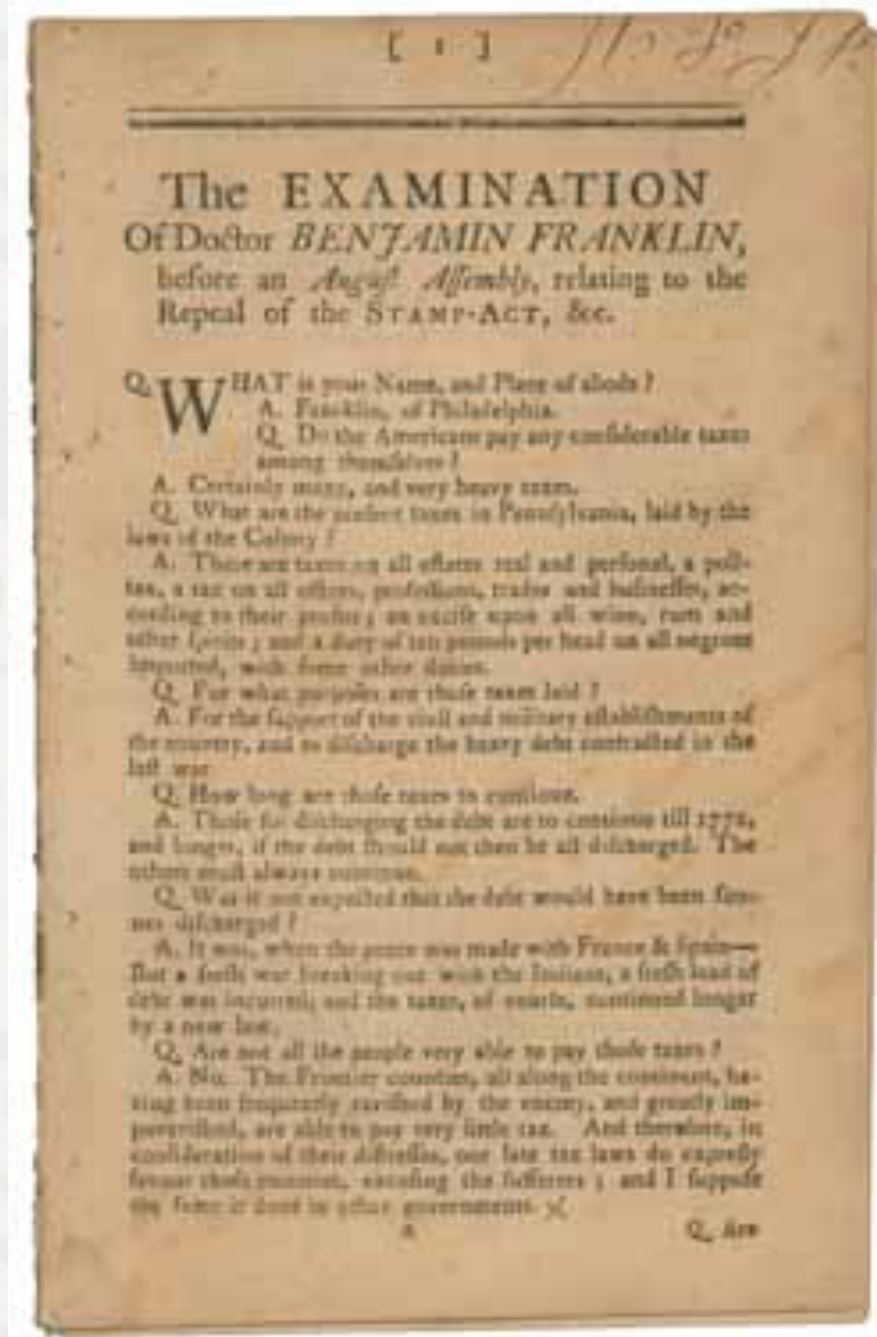 [ 1 ]
The EXAMINATION
Of Doctor BENJAMIN FRANKLIN,
before an Auguſt Aſſembly, relating to the
Repeal of the STAMP-ACT, &c.
Q. WHAT is your Name, and Place of abode ?
A. Franklin, of Philadelphia.
Q. Do the Americans pay any conſiderable taxes
among themſelves ?
A. Certainly many, and very heavy taxes.
Q. What are the preſent taxes in Pennſylvania, laid by the
laws of the Colony ?
A. There are taxes on all eſtates real and perſonal, a poll-
tax, a tax on all offices, profeſſions, trades and buſineſſes, ac-
cording to their profits ; an exciſe upon all wine, rum and
other ſpirits ; and a duty of ten pounds per head on all negroes
imported, with ſome other duties.
Q. For what purpoſes are thoſe taxes laid ?
A. For the ſupport of the civil and military eſtabliſhments of
the country, and to diſcharge the heavy debt contracted in the
laſt war
Q. How long are thoſe taxes to continue.
A. Thoſe for diſcharging the debt are to continue till 1772,
and longer, if the debt ſhould not then be all diſcharged. The
others muſt always continue.
Q. Was it not expected that the debt would have been ſoo-
ner diſcharged ?
A. It was, when the peace was made with France & Spain—
But a freſh war breaking out with the Indians, a freſh load of
debt was incurred; and the taxes, of courſe, continued longer
by a new law.
Q. Are not all the people very able to pay thoſe taxes ?
A. No. The Frontier counties, all along the continent, ha-
ving been frequently ravaged by the enemy, and greatly im-
poveriſhed, are able to pay very little tax. And therefore, in
conſideration of their diſtreſſes, our late tax laws do expreſly
favour thoſe counties, excuſing the ſufferers ; and I ſuppoſe
the ſame is done in other governments.
A
Q. Are